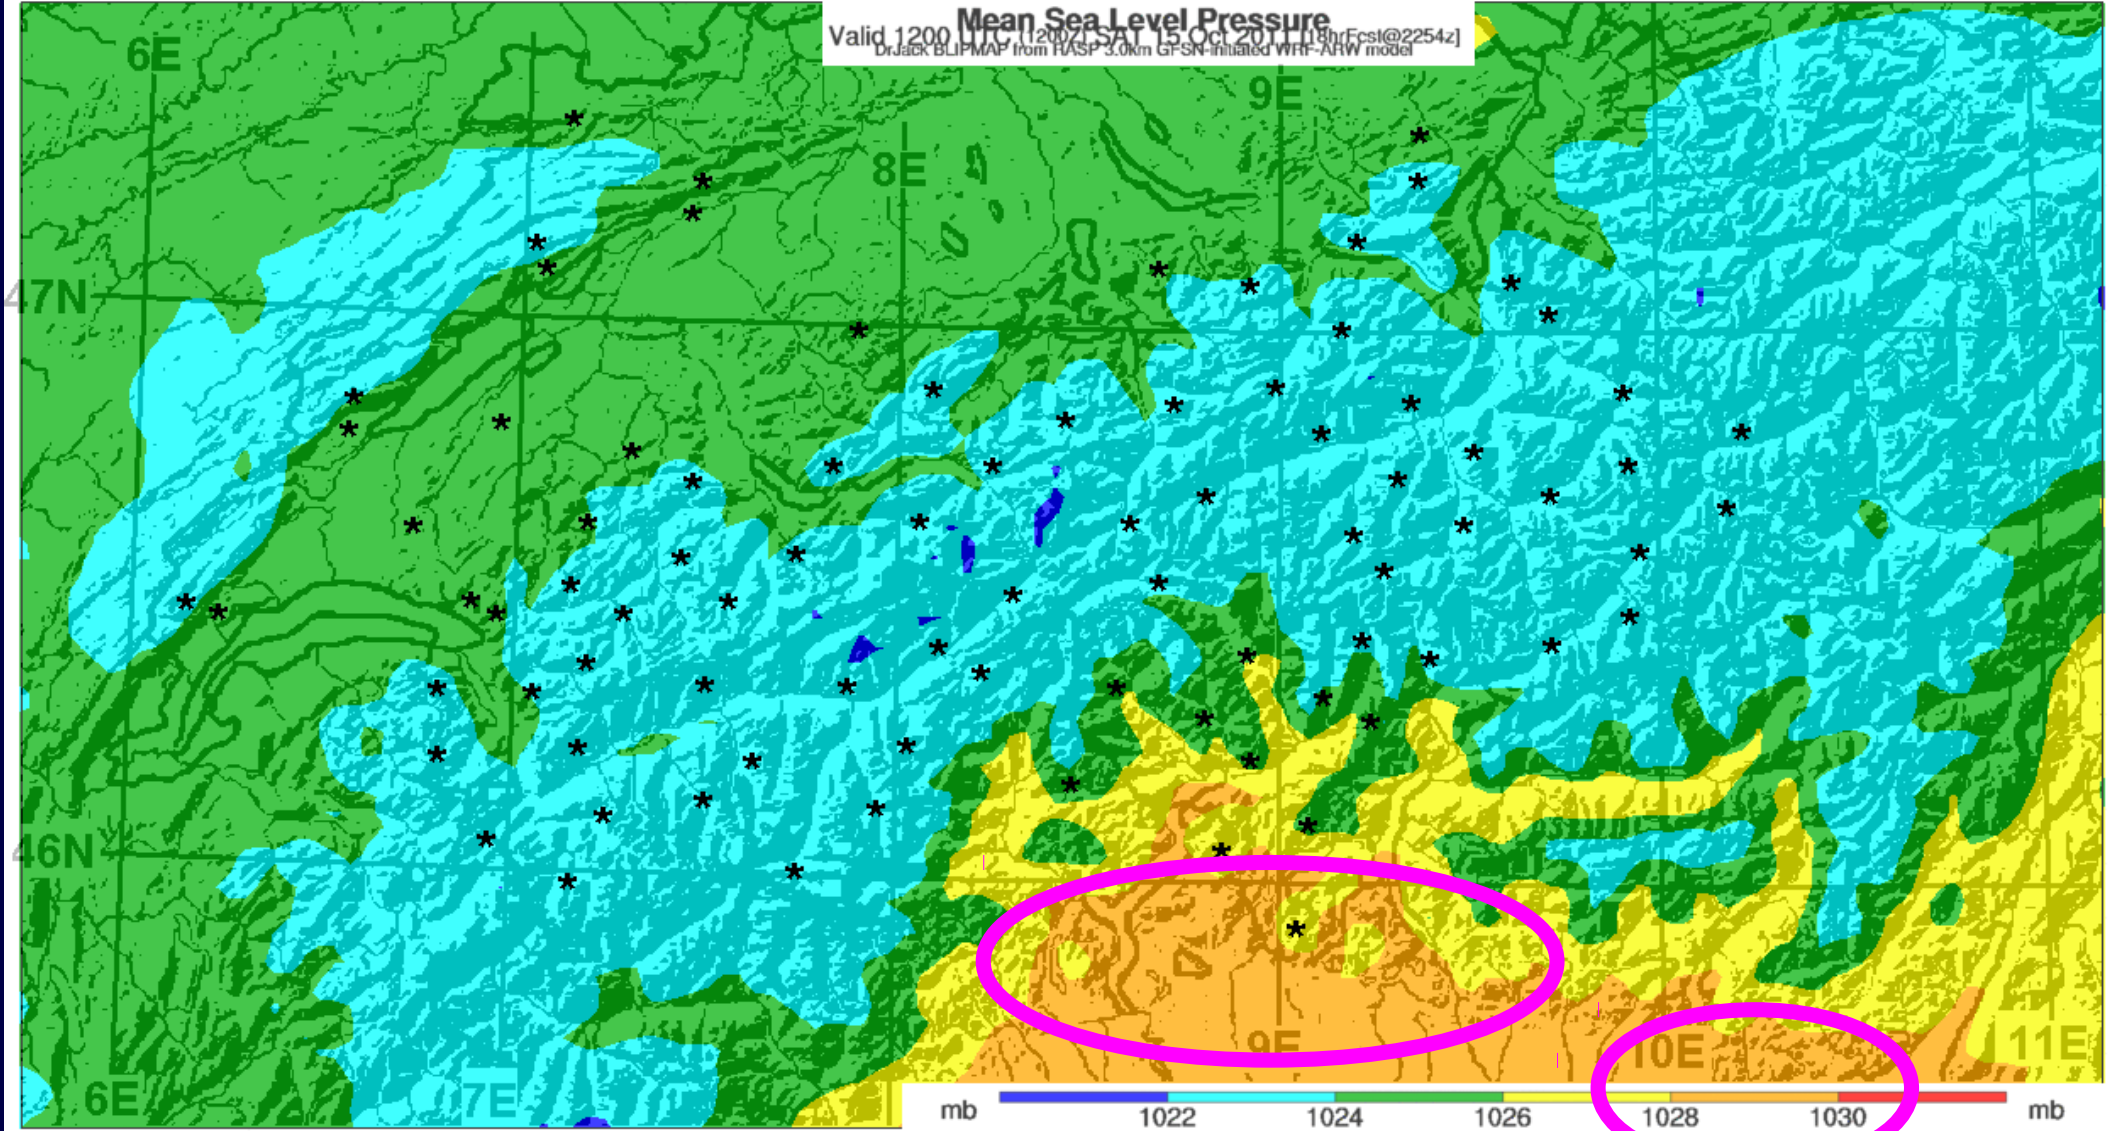 Mean Sea Level Pressure
Valid 1200 UTC (1200Z) SAT 15 Oct 2011 [18hrFcst@2254z]
DrJack BLIPMAP from RASP 3.0km GFSN-initiated WRF-ARW model
6E
9E
8E
47N
46N
9E
10E
11E
6E
7E
mb 1022 1024 1026 1028 1030 mb